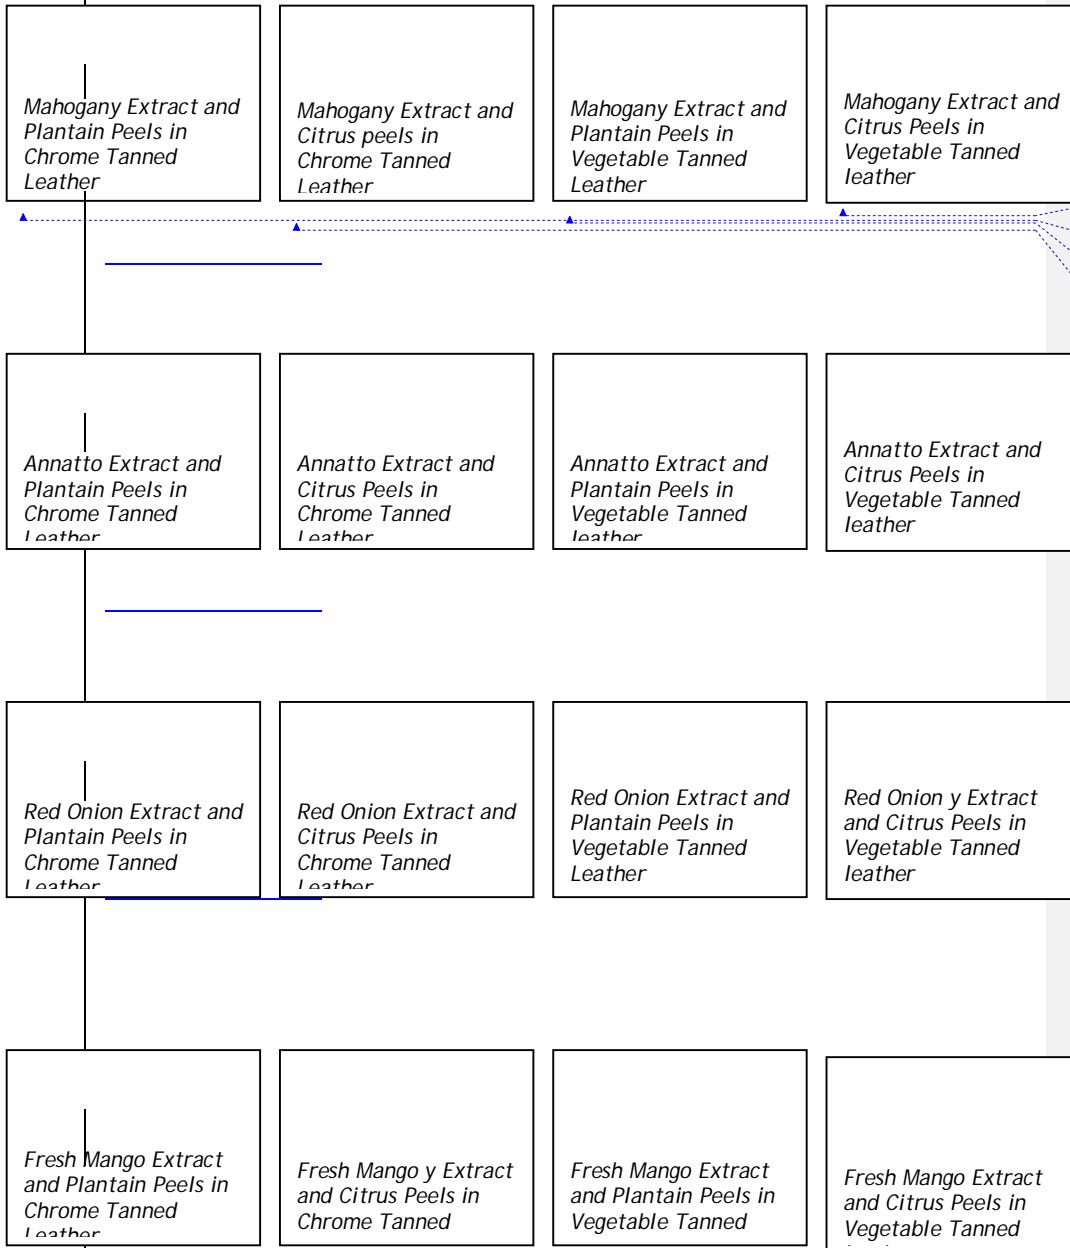 Mahogany Extract and
Plantain Peels in
Chrome Tanned
Leather
Mahogany Extract and
Citrus peels in
Chrome Tanned
Leather
Mahogany Extract and
Plantain Peels in
Vegetable Tanned
Leather
Mahogany Extract and
Citrus Peels in
Vegetable Tanned
leather
Annatto Extract and
Plantain Peels in
Chrome Tanned
Leather
Annatto Extract and
Citrus Peels in
Chrome Tanned
Leather
Annatto Extract and
Plantain Peels in
Vegetable Tanned
leather
Annatto Extract and
Citrus Peels in
Vegetable Tanned
leather
Red Onion Extract and
Plantain Peels in
Chrome Tanned
Leather
Red Onion Extract and
Citrus Peels in
Chrome Tanned
Leather
Red Onion Extract and
Plantain Peels in
Vegetable Tanned
Leather
Red Onion y Extract
and Citrus Peels in
Vegetable Tanned
leather
Fresh Mango Extract
and Plantain Peels in
Chrome Tanned
Leather
Fresh Mango y Extract
and Citrus Peels in
Chrome Tanned
Fresh Mango Extract
and Plantain Peels in
Vegetable Tanned
Fresh Mango Extract
and Citrus Peels in
Vegetable Tanned